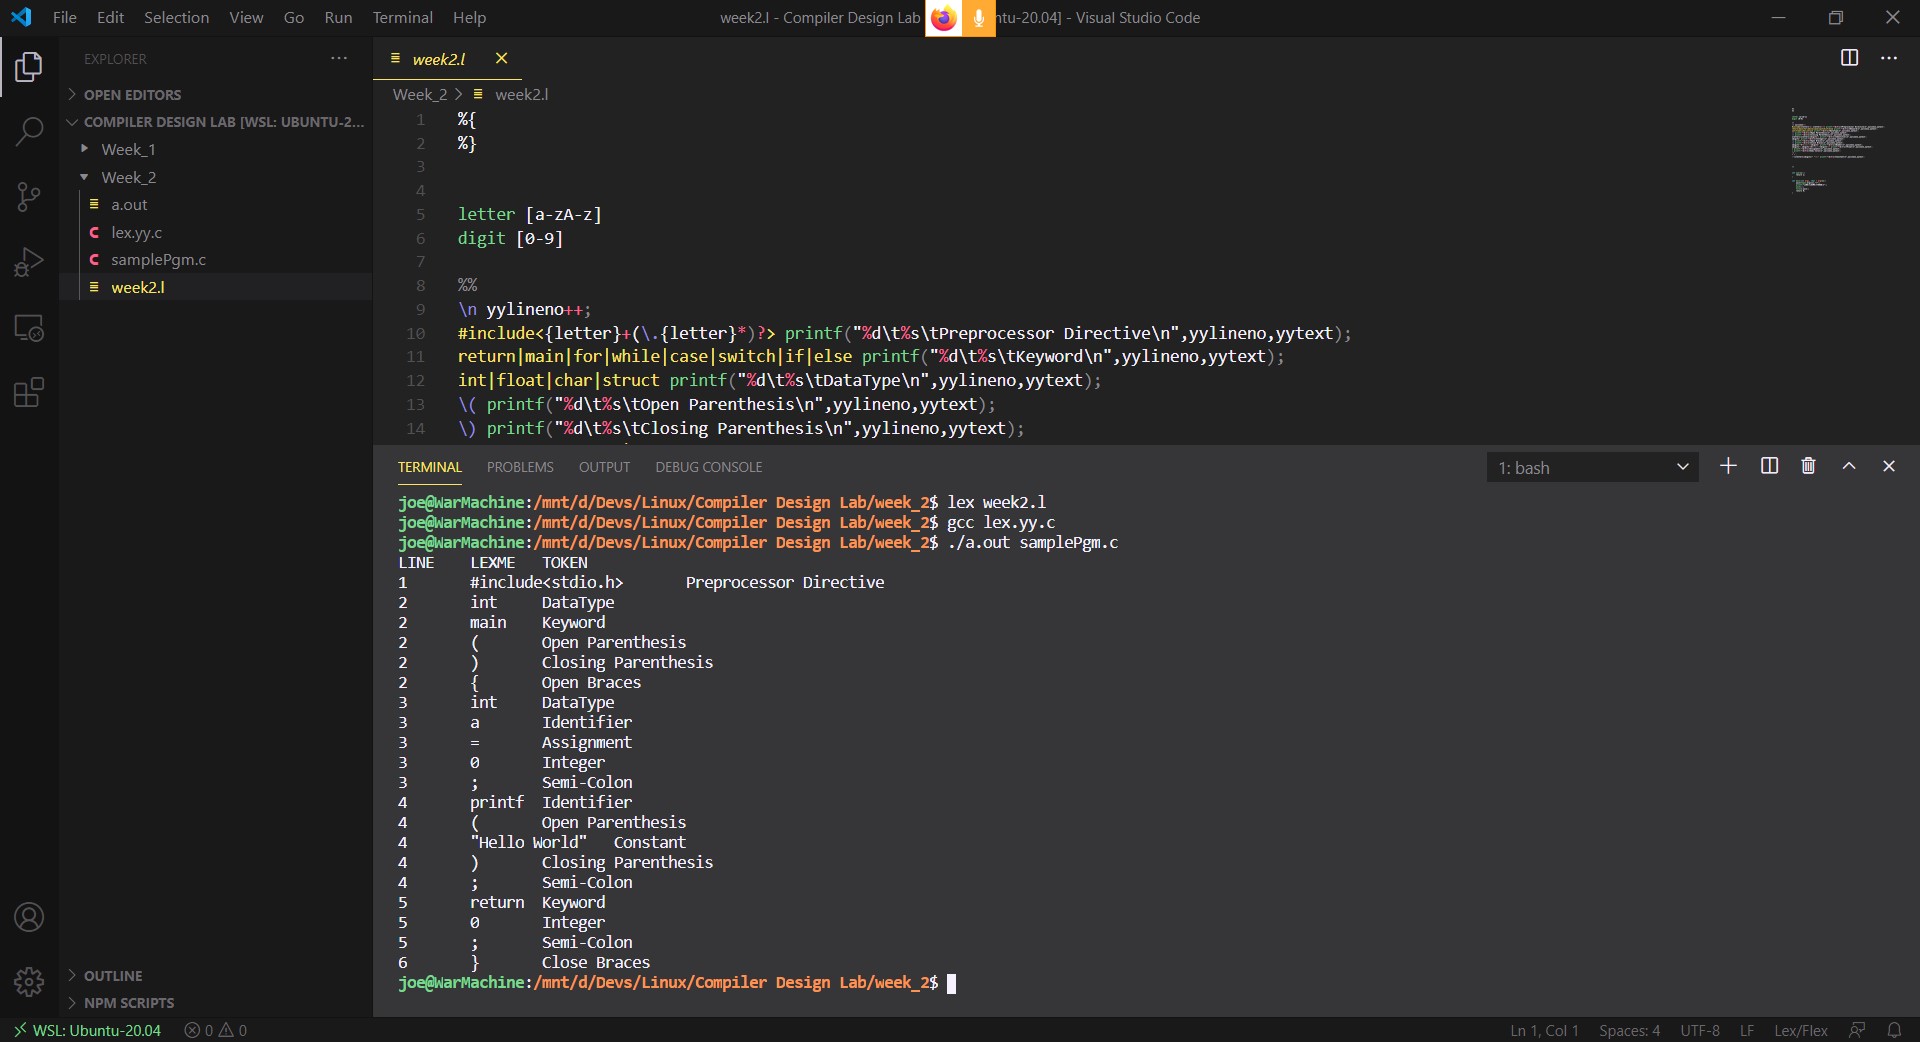 File Edit Selection View Go Run Terminal Help
week2.l - Compiler Design Lab ntu-20.04] - Visual Studio Code
EXPLORER
OPEN EDITORS
COMPILER DESIGN LAB [WSL: UBUNTU-2...
Week_1
Week_2
a.out
lex.yy.c
samplePgm.c
week2.l
OUTLINE
NPM SCRIPTS
week2.l
Week_2 > week2.l
1 %{
2 %}
3
4
5 letter [a-zA-z]
6 digit [0-9]
7
8 %%
9 \n yylineno++;
10 #include<{letter}+(\.{letter}*)?> printf("%d\t%s\tPreprocessor Directive\n",yylineno,yytext);
11 return|main|for|while|case|switch|if|else printf("%d\t%s\tKeyword\n",yylineno,yytext);
12 int|float|char|struct printf("%d\t%s\tDataType\n",yylineno,yytext);
13 \( printf("%d\t%s\tOpen Parenthesis\n",yylineno,yytext);
14 \) printf("%d\t%s\tClosing Parenthesis\n",yylineno,yytext);
TERMINAL PROBLEMS OUTPUT DEBUG CONSOLE 1: bash
joe@WarMachine:/mnt/d/Devs/Linux/Compiler Design Lab/week_2$ lex week2.l
joe@WarMachine:/mnt/d/Devs/Linux/Compiler Design Lab/week_2$ gcc lex.yy.c
joe@WarMachine:/mnt/d/Devs/Linux/Compiler Design Lab/week_2$ ./a.out samplePgm.c
LINE LEXME TOKEN
1 #include<stdio.h> Preprocessor Directive
2 int DataType
2 main Keyword
2 ( Open Parenthesis
2 ) Closing Parenthesis
2 { Open Braces
3 int DataType
3 a Identifier
3 = Assignment
3 0 Integer
3 ; Semi-Colon
4 printf Identifier
4 ( Open Parenthesis
4 "Hello World" Constant
4 ) Closing Parenthesis
4 ; Semi-Colon
5 return Keyword
5 0 Integer
5 ; Semi-Colon
6 } Close Braces
joe@WarMachine:/mnt/d/Devs/Linux/Compiler Design Lab/week_2$
WSL: Ubuntu-20.04 0 0 Ln 1, Col 1 Spaces: 4 UTF-8 LF Lex/Flex